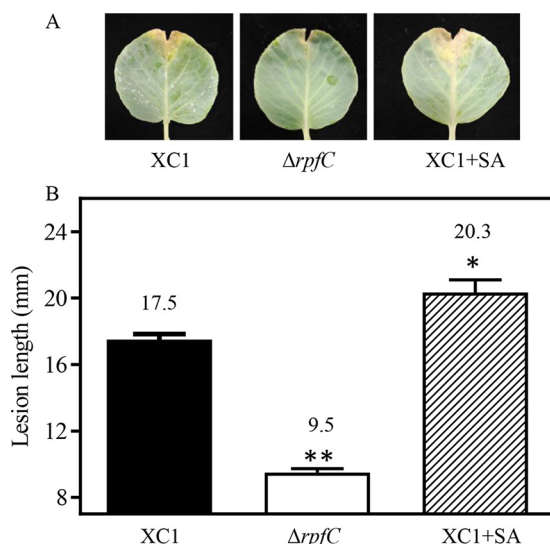 A
XC1 ΔrpfC XC1+SA
B
Lesion length (mm)
24
20
16
12
8
17.5
9.5
**
20.3
*
XC1 ΔrpfC XC1+SA